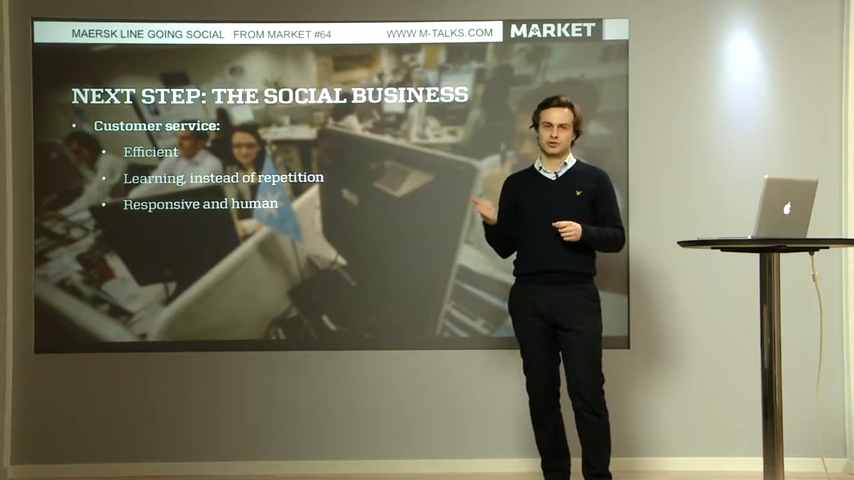 MAERSK LINE GOING SOCIAL FROM MARKET #64 WWW.M-TALKS.COM MARKET
NEXT STEP: THE SOCIAL BUSINESS
• Customer service:
• Efficient
• Learning, instead of repetition
• Responsive and human